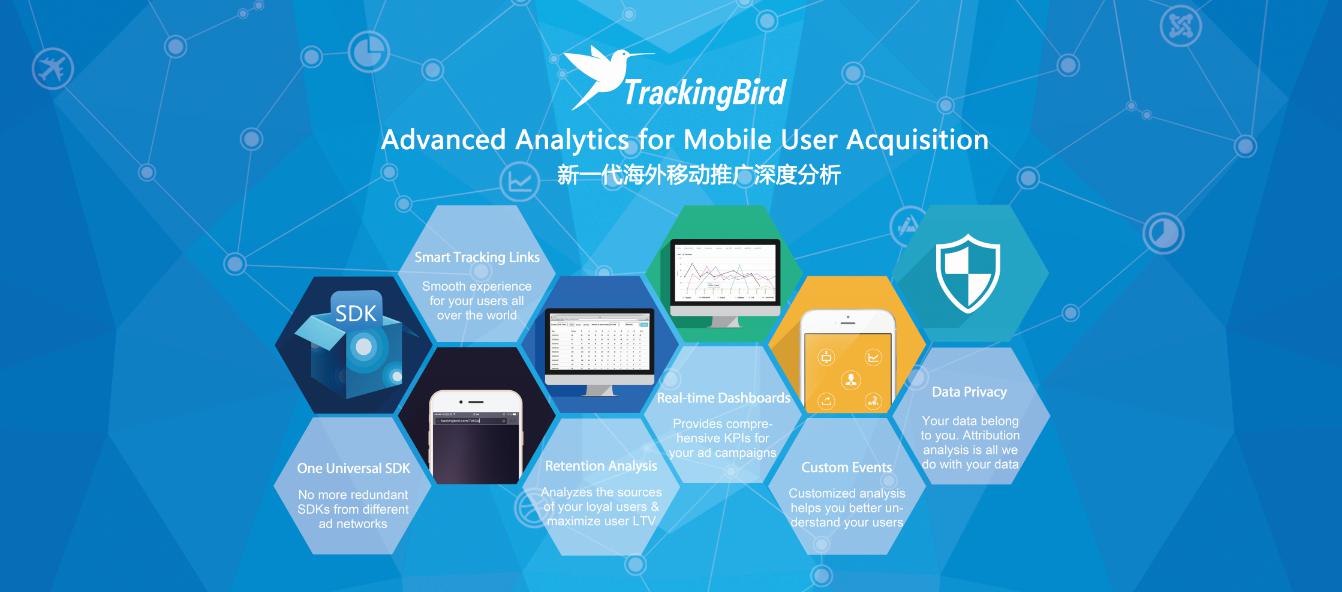 TrackingBird
Advanced Analytics for Mobile User Acquisition
新一代海外移动推广深度分析
SDK
One Universal SDK
No more redundant
SDKs from different
ad networks
Smart Tracking Links
Smooth experience
for your users all
over the world
Retention Analysis
Analyzes the sources
of your loyal users &
maximize user LTV
Real-time Dashboards
Provides compre-
hensive KPIs for
your ad campaigns
Custom Events
Customized analysis
helps you better un-
derstand your users
Data Privacy
Your data belong
to you. Attribution
analysis is all we
do with your data